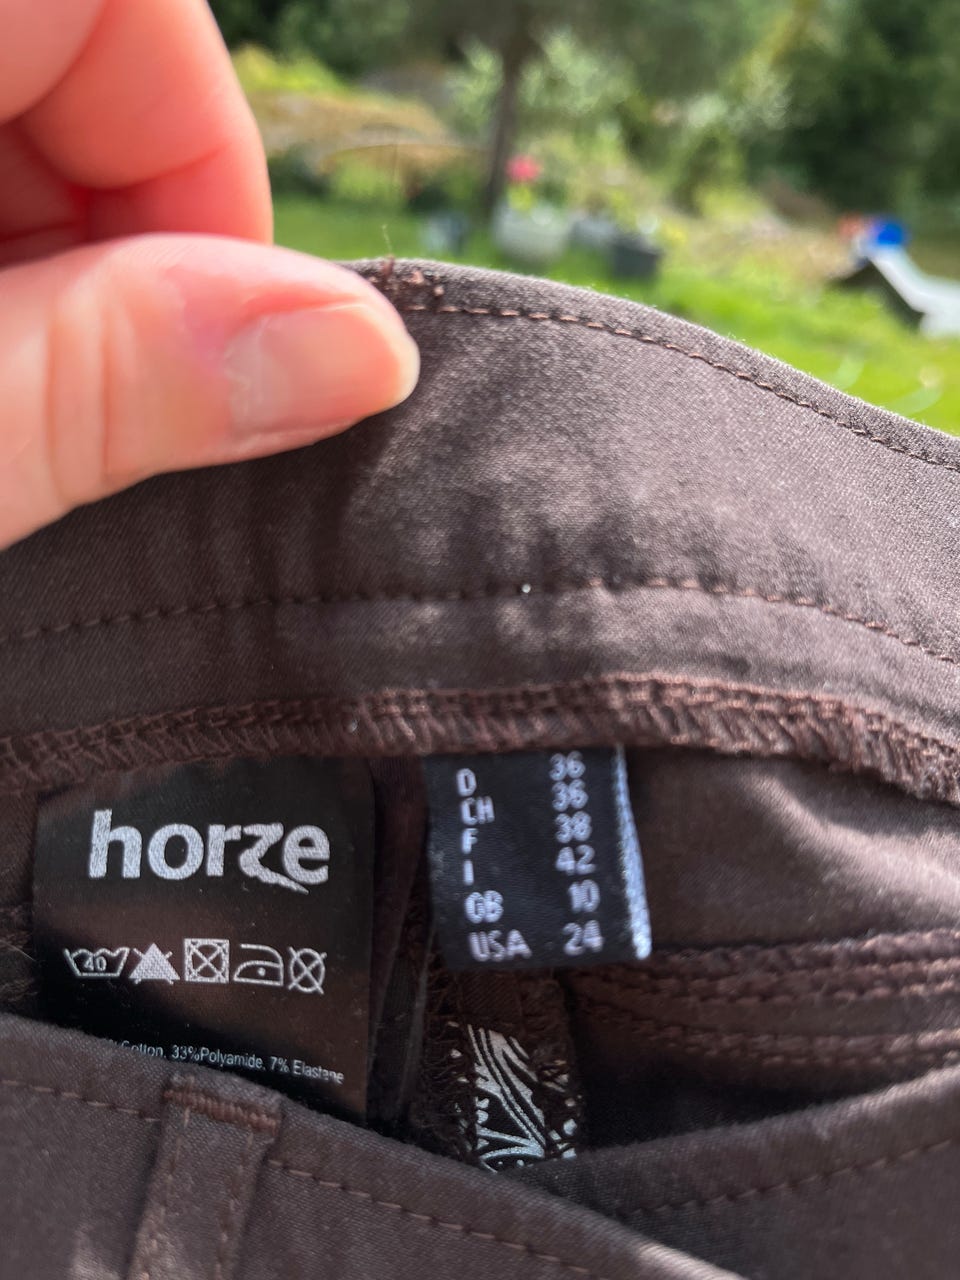 horze
40
Cotton, 33%Polyamide, 7% Elastane
D 36
CH 36
F 38
I 42
GB 10
USA 24